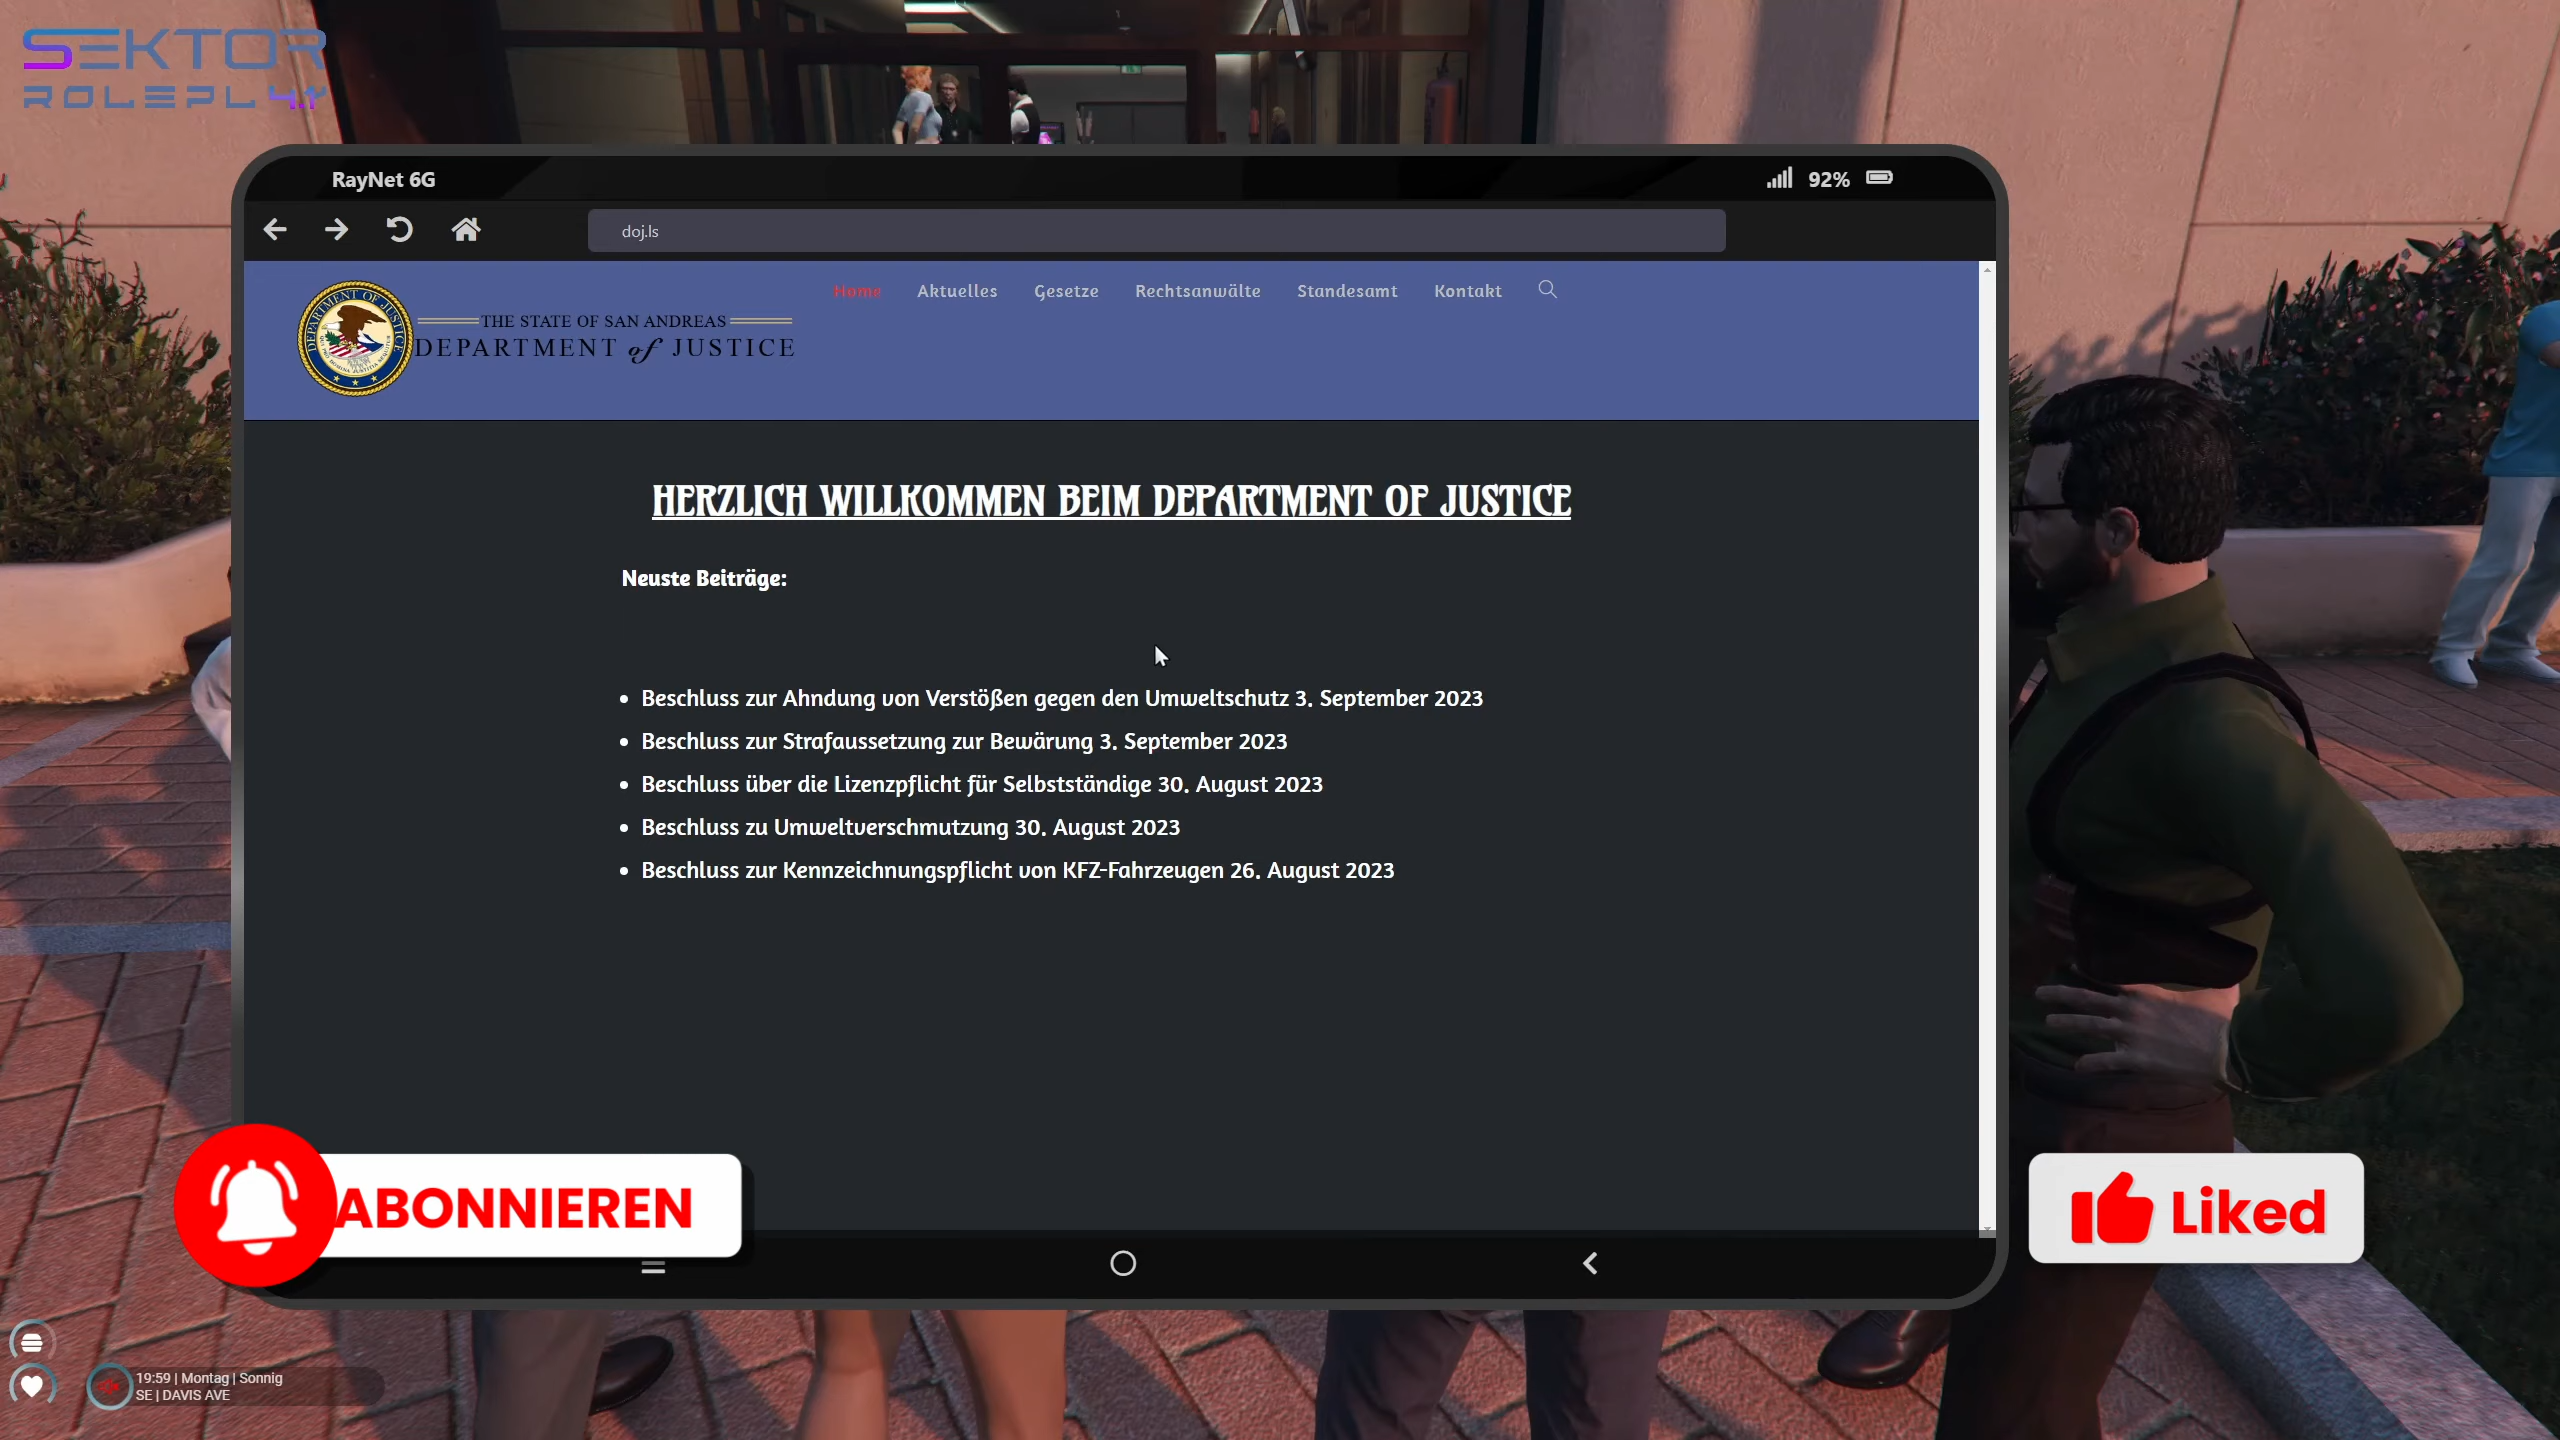 SEKTOR
ROLEPL4Y
RayNet 6G
92%
doj.ls
DEPARTMENT OF JUSTICE
THE STATE OF SAN ANDREAS
DEPARTMENT of JUSTICE
Home
Aktuelles
Gesetze
Rechtsanwälte
Standesamt
Kontakt
HERZLICH WILLKOMMEN BEIM DEPARTMENT OF JUSTICE
Neuste Beiträge:
Beschluss zur Ahndung von Verstößen gegen den Umweltschutz 3. September 2023
Beschluss zur Strafaussetzung zur Bewärung 3. September 2023
Beschluss über die Lizenzpflicht für Selbstständige 30. August 2023
Beschluss zu Umweltverschmutzung 30. August 2023
Beschluss zur Kennzeichnungspflicht von KFZ-Fahrzeugen 26. August 2023
ABONNIEREN
Liked
19:59 | Montag | Sonnig
SE | DAVIS AVE